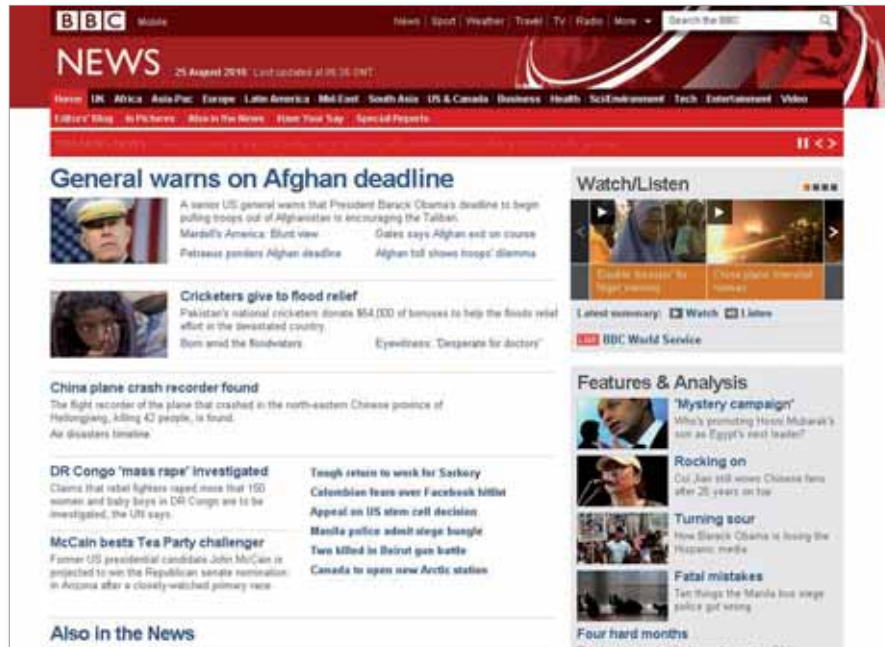 BBC Mobile
News Sport Weather Travel TV Radio More Search the BBC
NEWS 25 August 2010 Last updated at GMT
Home UK Africa Asia-Pac Europe Latin America Mid-East South Asia US & Canada Business Health Sci/Environment Tech Entertainment Video
Editors' Blog In Pictures Also in the News Have Your Say Special Reports
General warns on Afghan deadline
A senior US general warns that President Barack Obama's deadline to begin
pulling troops out of Afghanistan is encouraging the Taliban.
Mardell's America: Blunt view Gates says Afghan exit on course
Petraeus ponders Afghan deadline Afghan toll shows troops' dilemma
Cricketers give to flood relief
Pakistan's national cricketers donate $64,000 of bonuses to help the floods relief
effort in the devastated country.
Born amid the floodwaters Eyewitness: 'Desperate for doctors'
China plane crash recorder found
The flight recorder of the plane that crashed in the north-eastern Chinese province of
Heilongjiang, killing 42 people, is found.
Air disasters timeline
DR Congo 'mass rape' investigated
Claims that rebel fighters raped more that 150
women and baby boys in DR Congo are to be
investigated, the UN says.
McCain bests Tea Party challenger
Former US presidential candidate John McCain is
projected to win the Republican senate nomination
in Arizona after a closely-watched primary race.
Tough return to work for Sarkozy
Colombian fears over Facebook hitlist
Appeal on US stem cell decision
Manila police admit siege bungle
Two killed in Beirut gun battle
Canada to open new Arctic station
Also in the News
Watch/Listen
'Double disaster' for
Niger
China plane
Latest summary: Watch Listen
LIVE BBC World Service
Features & Analysis
'Mystery campaign'
Who's promoting Hosni Mubarak's
son as Egypt's next leader?
Rocking on
Cui Jian still wows Chinese fans
after 25 years on top
Turning sour
How Barack Obama is losing the
Hispanic media
Fatal mistakes
Ten things the Manila bus siege
police got wrong
Four hard months